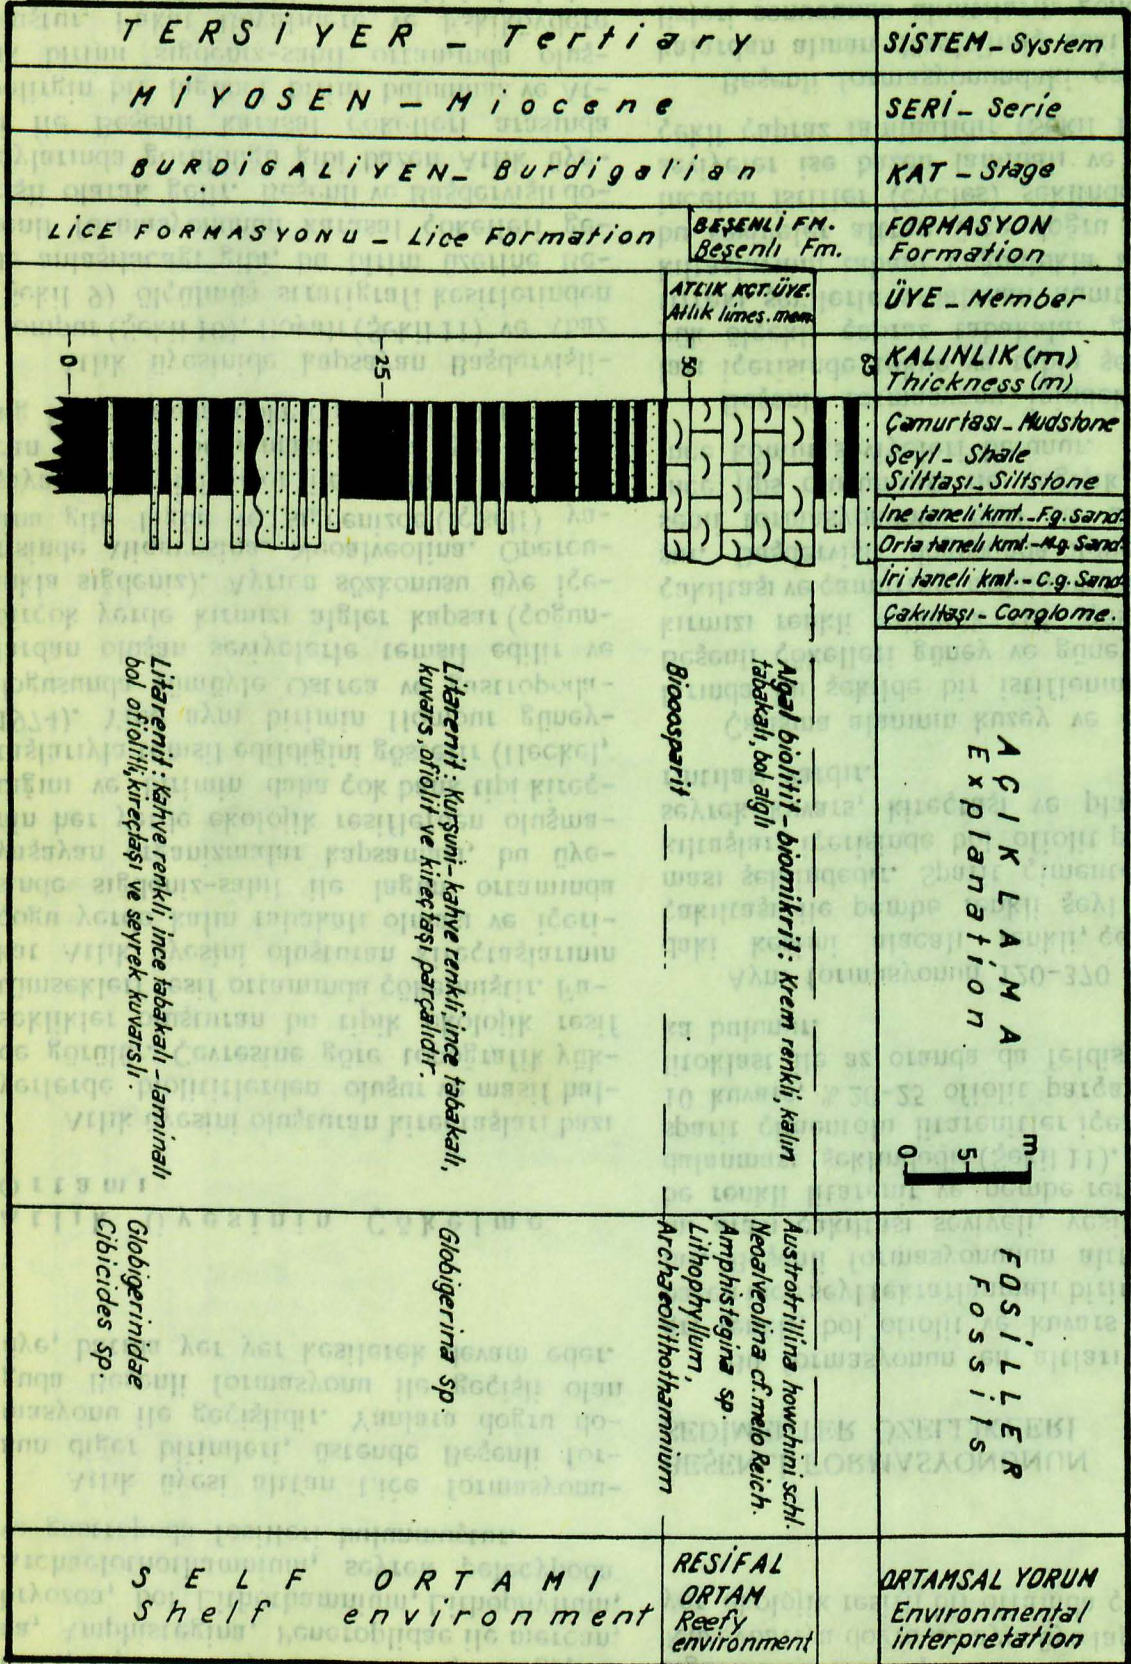 TERSİYER – Tertiary
SİSTEM – System
MİYOSEN – Miocene
SERİ – Serie
BURDİGALİYEN – Burdigalian
KAT – Stage
LİCE FORMASYONU – Lice Formation
BEŞENLİ FM.
Beşenli Fm.
FORMASYON
Formation
ATLIK KÇT. ÜYE.
Atlık limes. mem.
ÜYE – Member
0
25
50
63
KALINLIK (m)
Thickness (m)
Çamurtaşı – Mudstone
Şeyl – Shale
Silttaşı – Siltstone
İne taneli kmt. – F.g. Sand.
Orta taneli kmt. – M.g. Sand.
İri taneli kmt. – C.g. Sand.
Çakıltaşı – Conglome.
AÇIKLAMA
Explanation
m
5
0
Algal biolitit – biomikrit: Krem renkli, kalın
tabakalı, bol algli
Bioosparit
Litarenit: Kurşuni – kahve renkli, ince tabakalı,
kuvars, ofiolit ve kireçtaşı parçalıdır.
Litarenit: Kahve renkli, ince tabakalı – laminalı
bol ofiolitli, kireçtaşı ve seyrek kuvarslı.
FOSİLLER
Fossils
Austrotrillina howchini schl.
Neoalveolina cf. melo Reich.
Amphistegina sp.
Lithophyllum,
Archaeolithothamnium
Globigerina sp.
Globigerinidae
Cibicides sp.
SELF ORTAMI
Shelf environment
RESİFAL
ORTAM
Reefy
environment
ORTAMSAL YORUM
Environmental
interpretation